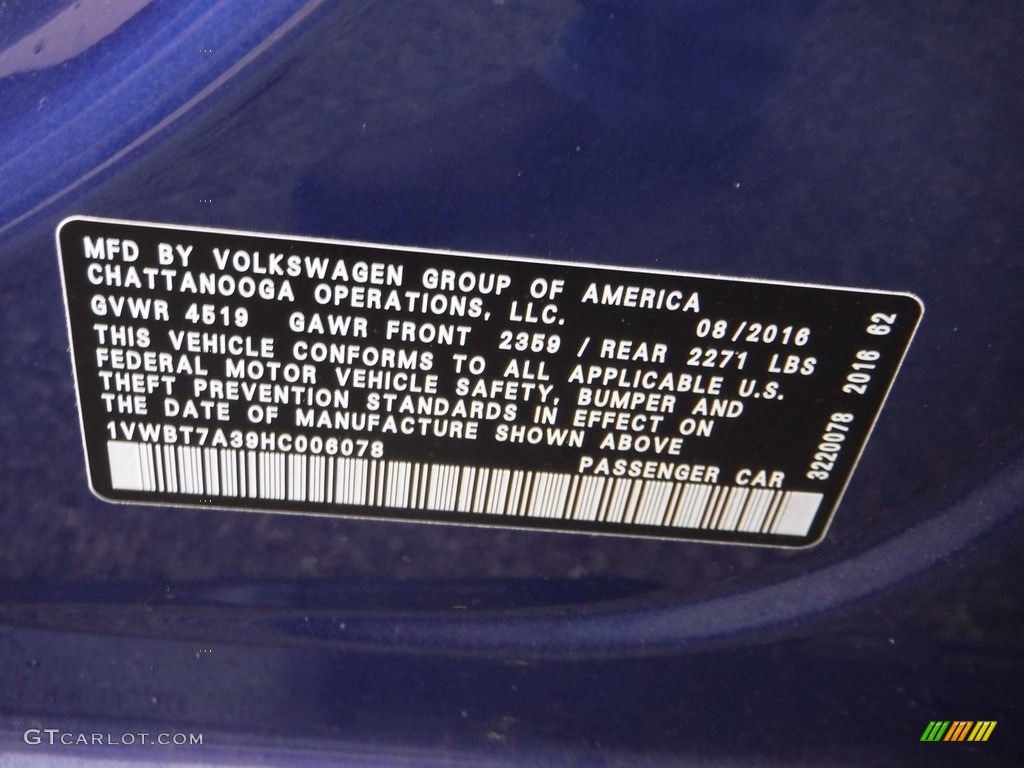 MFD BY VOLKSWAGEN GROUP OF AMERICA
CHATTANOOGA OPERATIONS, LLC. 08/2016
GVWR 4519 GAWR FRONT 2359 / REAR 2271 LBS
THIS VEHICLE CONFORMS TO ALL APPLICABLE U.S.
FEDERAL MOTOR VEHICLE SAFETY, BUMPER AND
THEFT PREVENTION STANDARDS IN EFFECT ON
THE DATE OF MANUFACTURE SHOWN ABOVE
1VWBT7A39HC006078
PASSENGER CAR
3220078 2016 62
GTCARLOT.COM